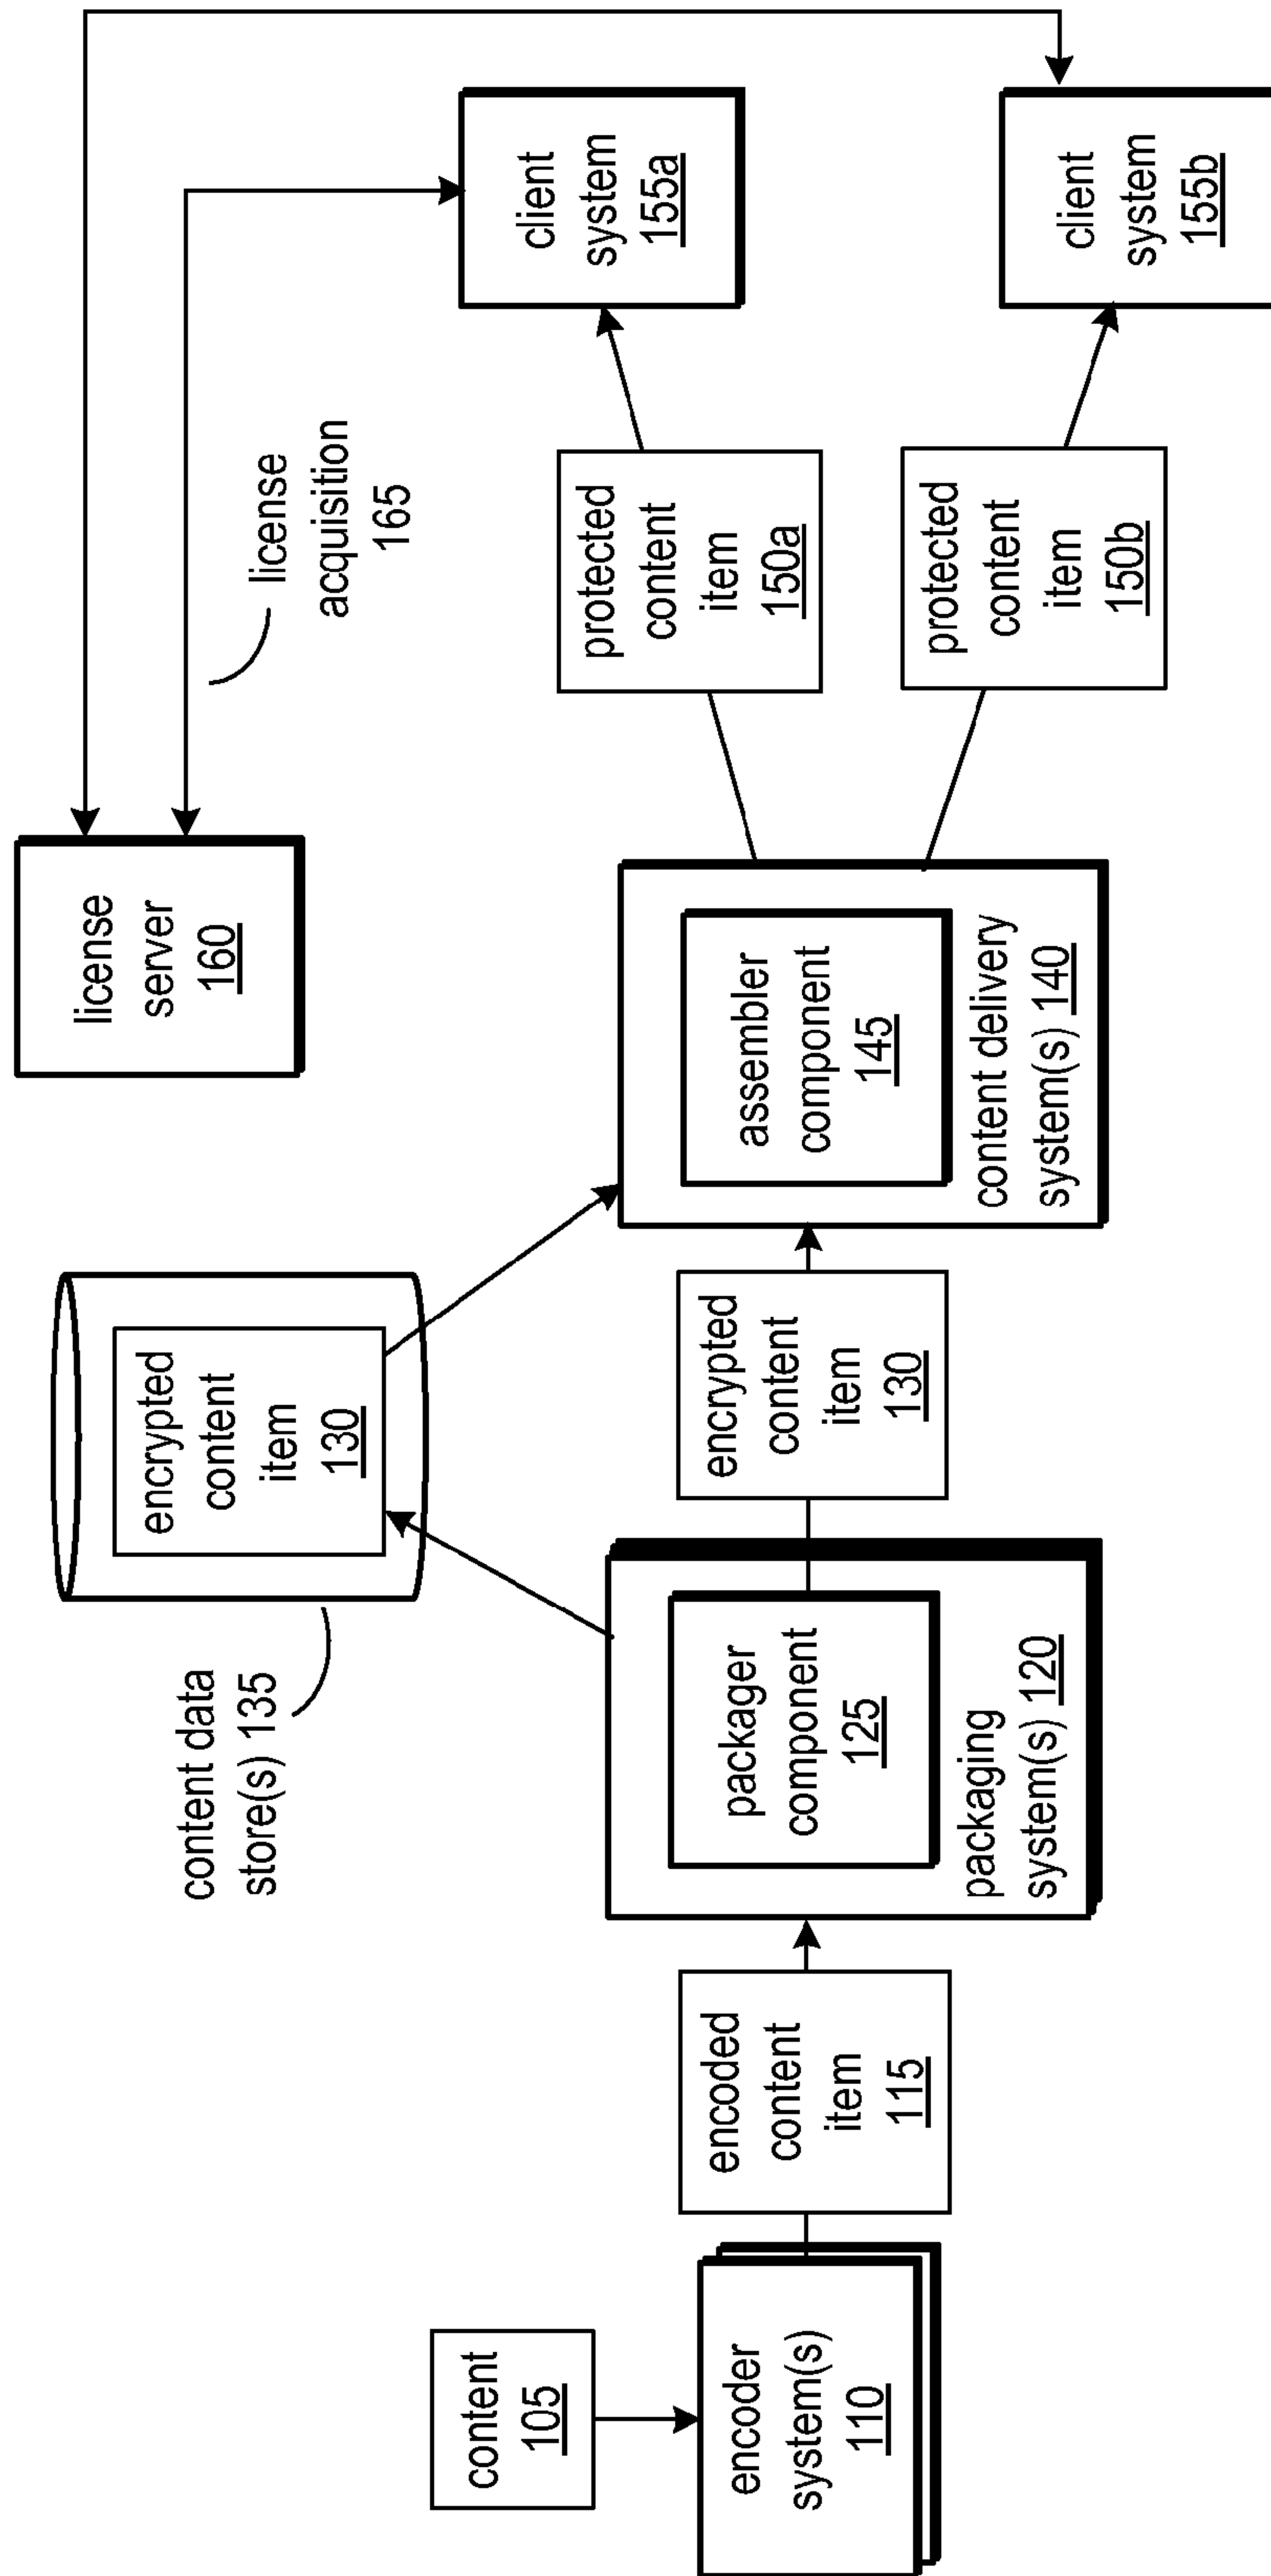 content
105
encoder
system(s)
110
encoded
content
item
115
packager
component
125
packaging
system(s) 120
content data
store(s) 135
encrypted
content
item
130
encrypted
content
item
130
assembler
component
145
content delivery
system(s) 140
license
server
160
license
acquisition
165
protected
content
item
150a
protected
content
item
150b
client
system
155a
client
system
155b